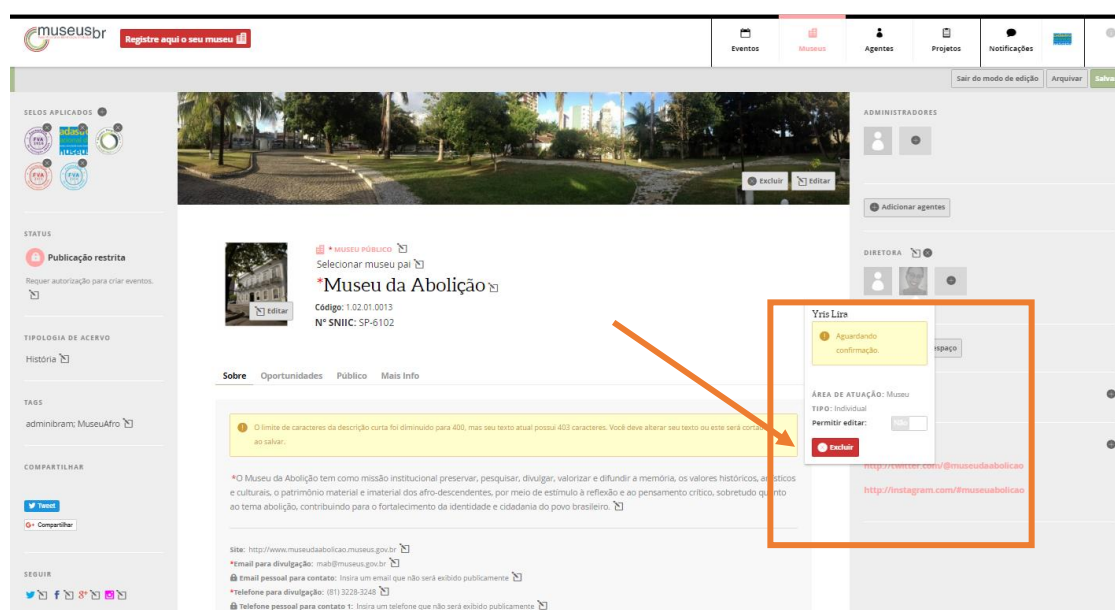 museusbr
Registre aqui o seu museu
Eventos
Museus
Agentes
Projetos
Notificações
Sair do modo de edição
Arquivar
Salva
SELOS APLICADOS
FVA
museu
FVA
FVA
Excluir
Editar
ADMINISTRADORES
Adicionar agentes
STATUS
Publicação restrita
Requer autorização para criar eventos.
* MUSEU PÚBLICO
Selecionar museu pai
*Museu da Abolição
Código: 1.02.01.0013
Nº SNIIC: SP-6102
Editar
DIRETORA
Yris Lira
Aguardando
confirmação.
ÁREA DE ATUAÇÃO: Museu
TIPO: Individual
Permitir editar: Não
Excluir
espaço
http://twitter.com/@museudaabolicao
http://instagram.com/#museuabolicao
TIPOLOGIA DE ACERVO
História
TAGS
adminibram; MuseuAfro
COMPARTILHAR
Tweet
G+ Compartilhar
SEGUIR
Sobre Oportunidades Público Mais Info
O limite de caracteres da descrição curta foi diminuido para 400, mas seu texto atual possui 403 caracteres. Você deve alterar seu texto ou este será cortado
ao salvar.
*O Museu da Abolição tem como missão institucional preservar, pesquisar, divulgar, valorizar e difundir a memória, os valores históricos, artísticos
e culturais, o patrimônio material e imaterial dos afro-descendentes, por meio de estímulo à reflexão e ao pensamento crítico, sobretudo quanto
ao tema abolição, contribuindo para o fortalecimento da identidade e cidadania do povo brasileiro.
Site: http://www.museudaabolicao.museus.gov.br
*Email para divulgação: mab@museus.gov.br
Email pessoal para contato: Insira um email que não será exibido publicamente
*Telefone para divulgação: (81) 3228-3248
Telefone pessoal para contato 1: Insira um telefone que não será exibido publicamente